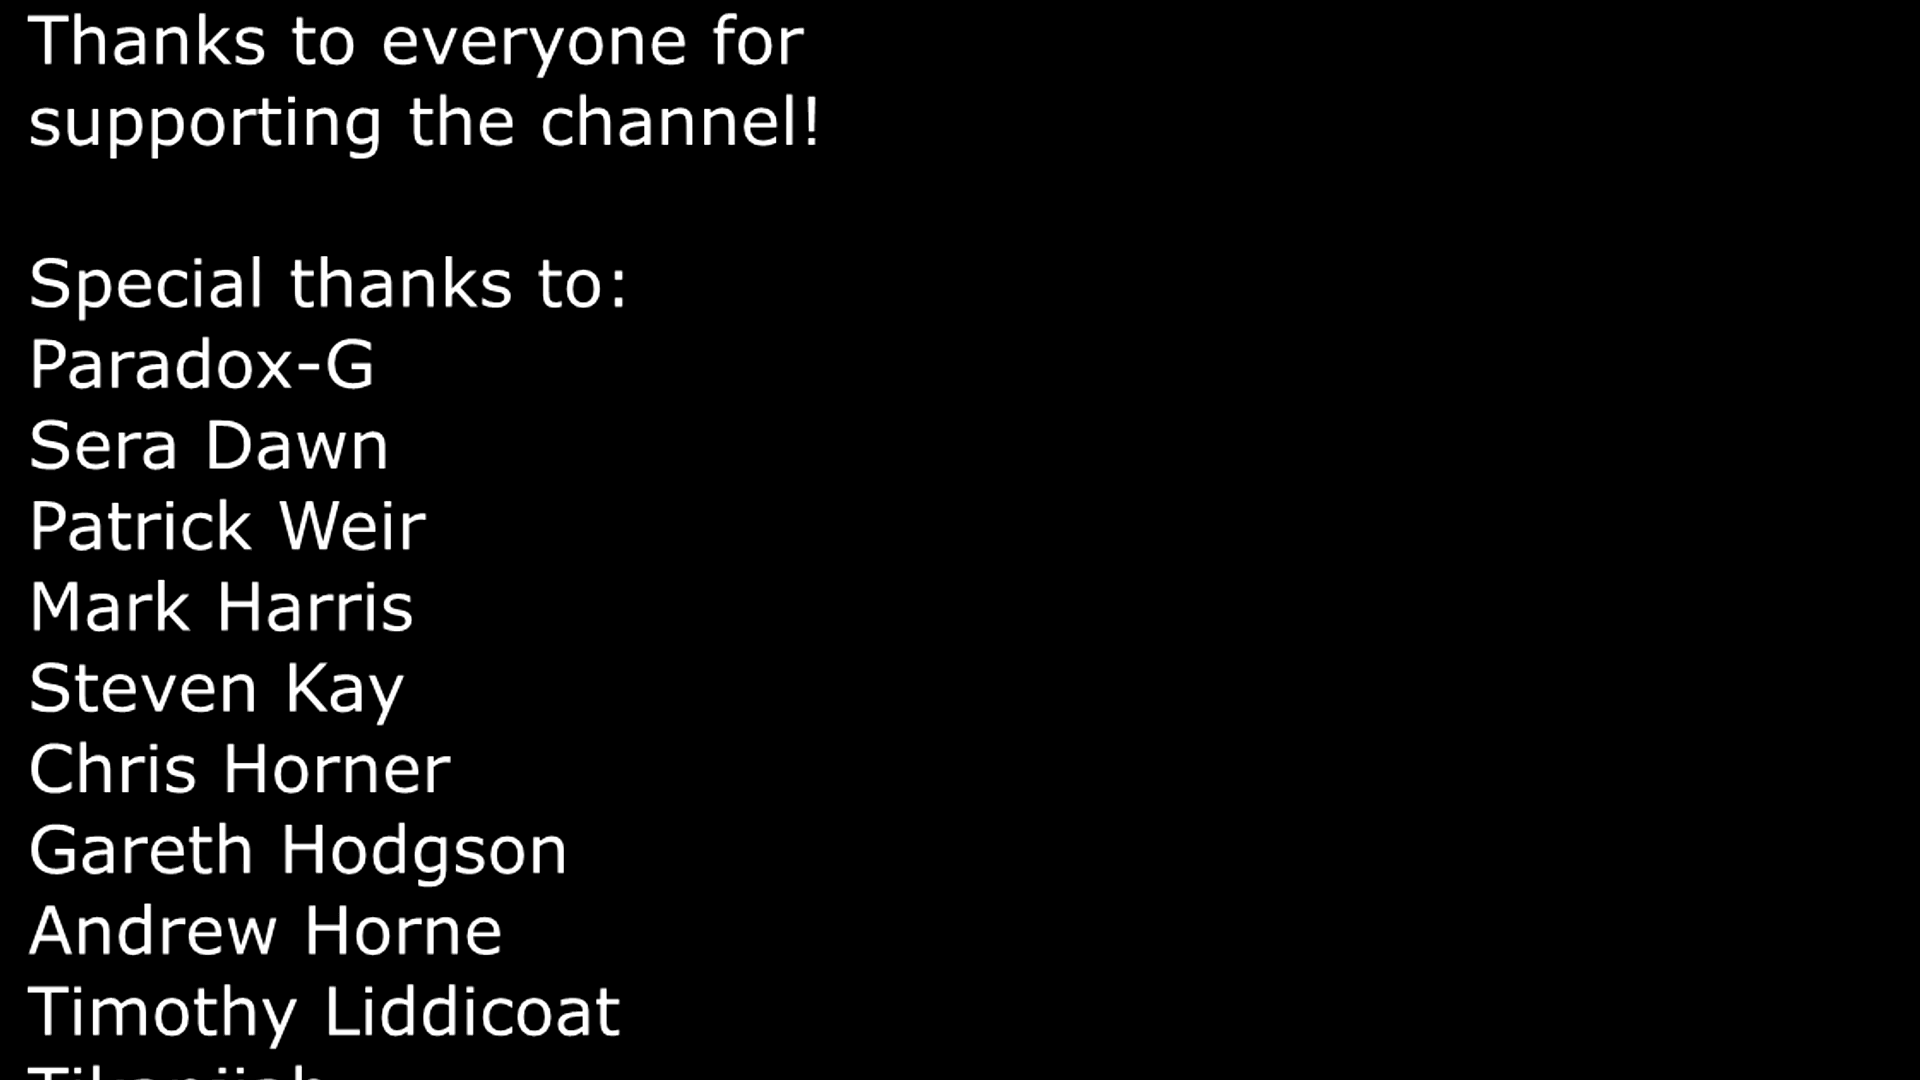 Thanks to everyone for
supporting the channel!
Special thanks to:
Paradox-G
Sera Dawn
Patrick Weir
Mark Harris
Steven Kay
Chris Horner
Gareth Hodgson
Andrew Horne
Timothy Liddicoat